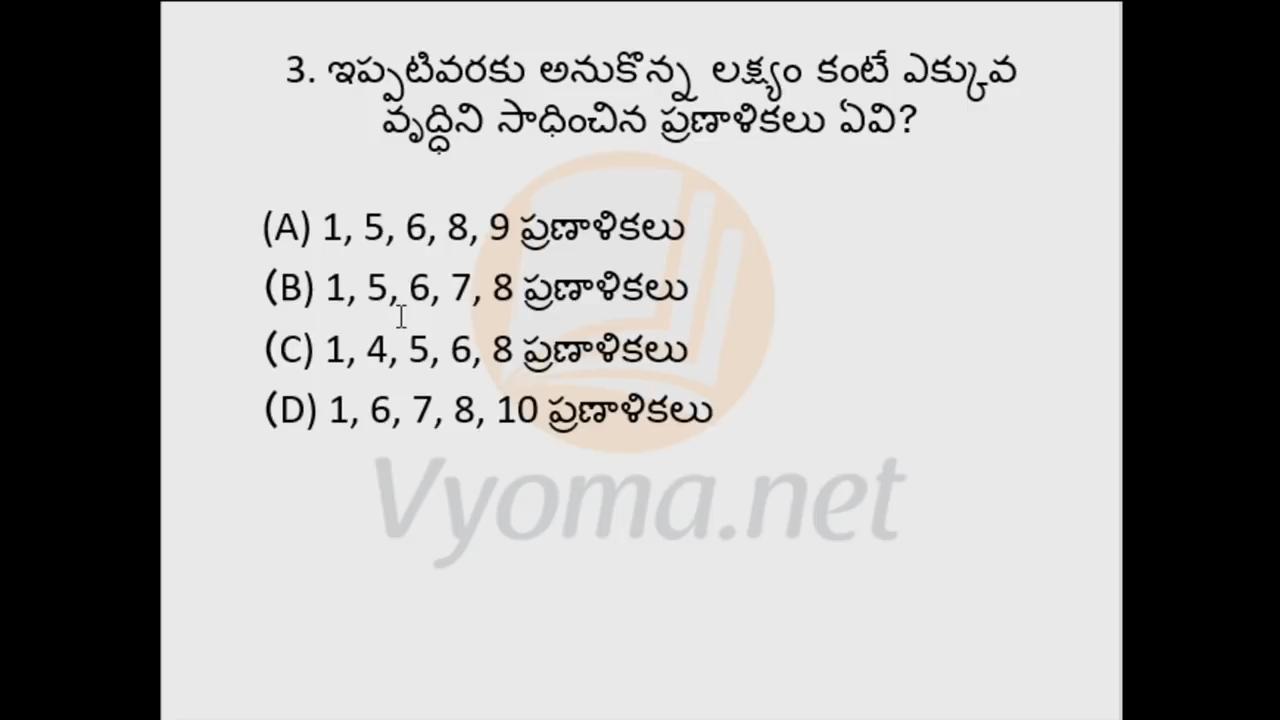 3. ఇప్పటివరకు అనుకొన్న లక్ష్యం కంటే ఎక్కువ
వృద్ధిని సాధించిన ప్రణాళికలు ఏవి?
(A) 1, 5, 6, 8, 9 ప్రణాళికలు
(B) 1, 5, 6, 7, 8 ప్రణాళికలు
(C) 1, 4, 5, 6, 8 ప్రణాళికలు
(D) 1, 6, 7, 8, 10 ప్రణాళికలు
Vyoma.net